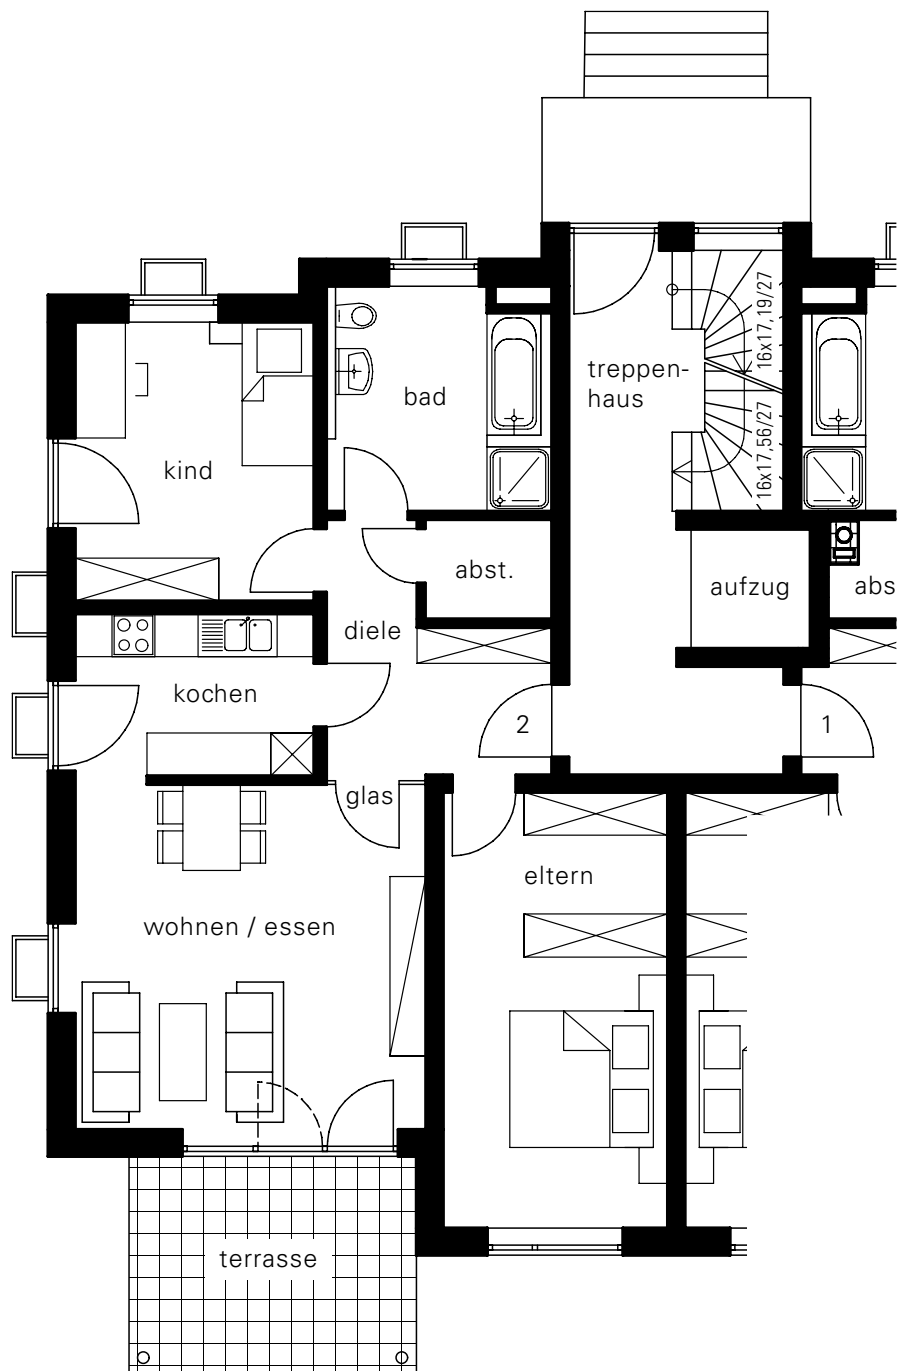 16x17,19/27
treppen-
haus
bad
16x17,56/27
kind
abst.
aufzug
abs
diele
kochen
2
1
glas
eltern
wohnen / essen
terrasse